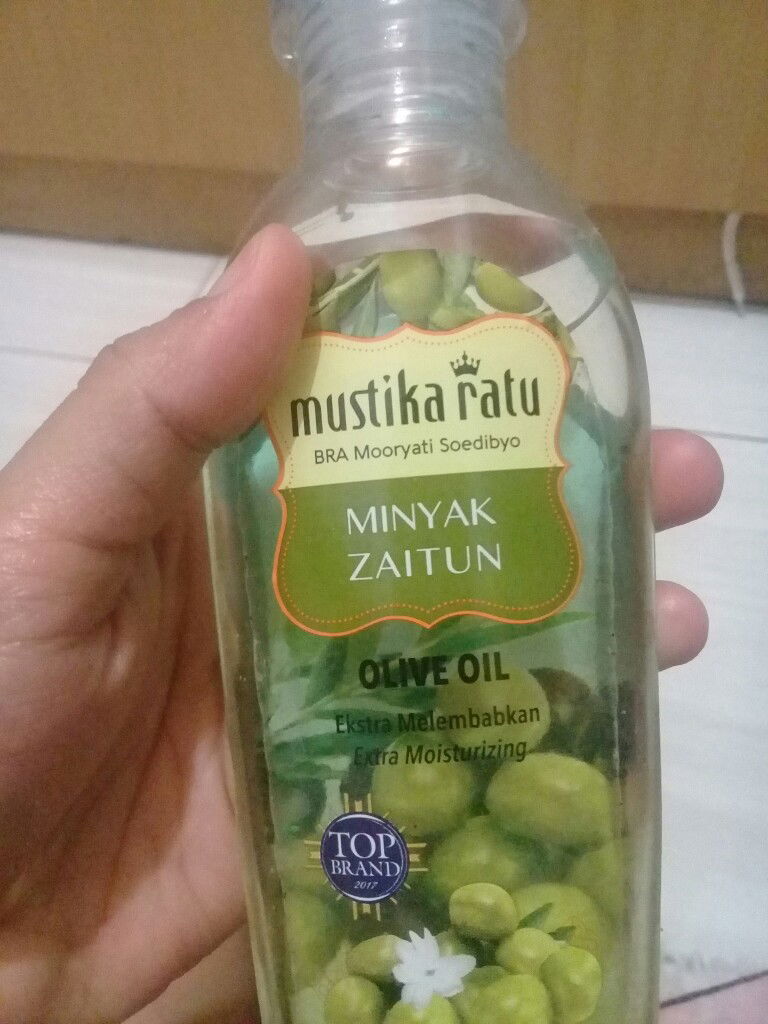 mustika ratu
BRA Mooryati Soedibyo
MINYAK
ZAITUN
OLIVE OIL
Ekstra Melembabkan
Extra Moisturizing
TOP
BRAND
2017